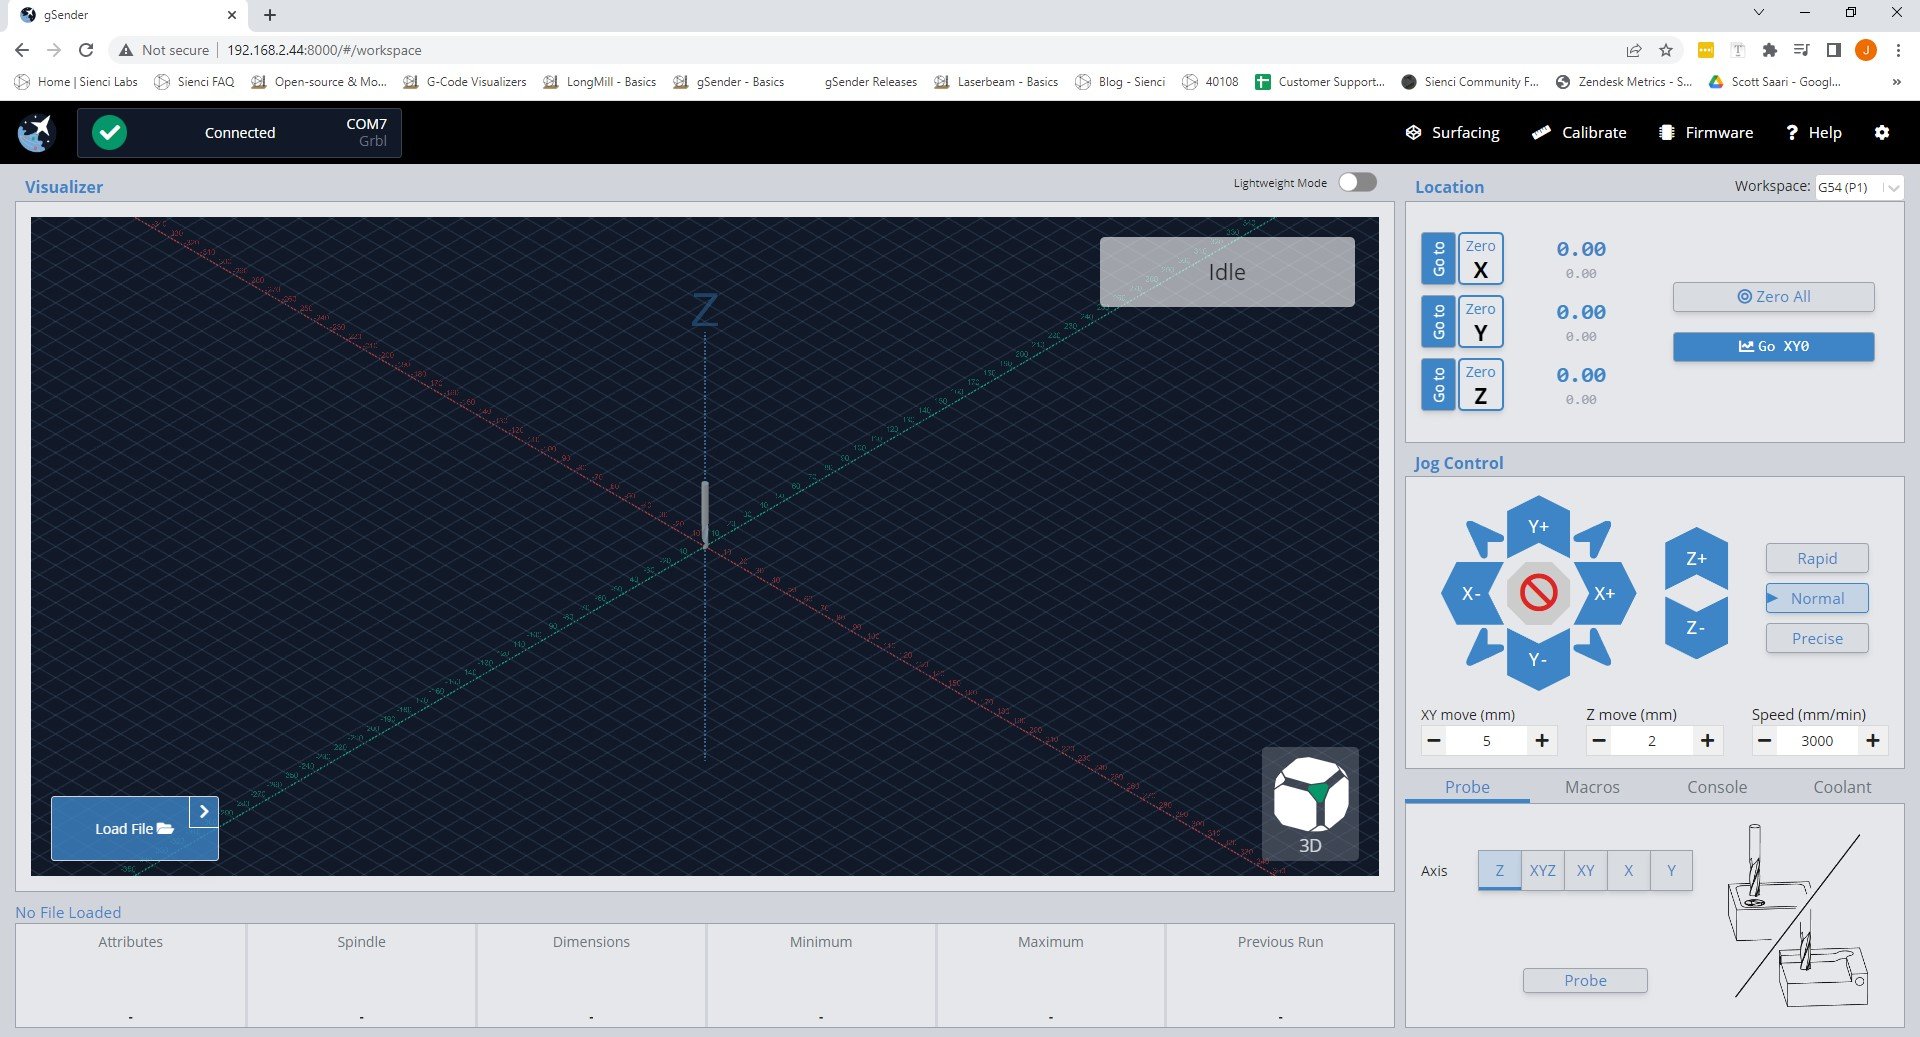 gSender
Not secure
192.168.2.44:8000/#/workspace
J
Home | Sienci Labs
Sienci FAQ
Open-source & Mo...
G-Code Visualizers
LongMill - Basics
gSender - Basics
gSender Releases
Laserbeam - Basics
Blog - Sienci
40108
Customer Support...
Sienci Community F...
Zendesk Metrics - S...
Scott Saari - Googl...
»
Connected
COM7
Grbl
Surfacing
Calibrate
Firmware
? Help
Visualizer
Lightweight Mode
Idle
Z
Load File
3D
Location
Workspace:
G54 (P1)
Go to
Zero
X
0.00
0.00
Go to
Zero
Y
0.00
0.00
Go to
Zero
Z
0.00
0.00
Zero All
Go XY0
Jog Control
Y+
X-
X+
Y-
Z+
Z-
Rapid
Normal
Precise
XY move (mm)
5
Z move (mm)
2
Speed (mm/min)
3000
Probe
Macros
Console
Coolant
Axis
Z
XYZ
XY
X
Y
Probe
No File Loaded
Attributes
-
Spindle
-
Dimensions
-
Minimum
-
Maximum
-
Previous Run
-